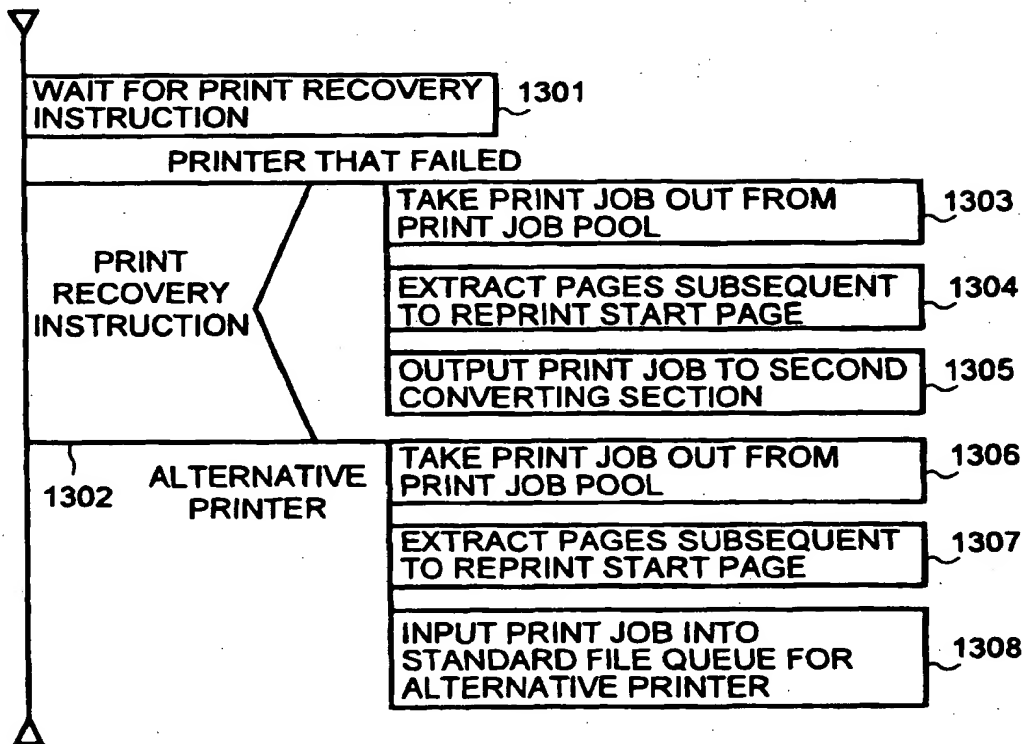 WAIT FOR PRINT RECOVERY
INSTRUCTION
1301
PRINTER THAT FAILED
TAKE PRINT JOB OUT FROM
PRINT JOB POOL
1303
PRINT
RECOVERY
INSTRUCTION
EXTRACT PAGES SUBSEQUENT
TO REPRINT START PAGE
1304
OUTPUT PRINT JOB TO SECOND
CONVERTING SECTION
1305
1302
ALTERNATIVE
PRINTER
TAKE PRINT JOB OUT FROM
PRINT JOB POOL
1306
EXTRACT PAGES SUBSEQUENT
TO REPRINT START PAGE
1307
INPUT PRINT JOB INTO
STANDARD FILE QUEUE FOR
ALTERNATIVE PRINTER
1308